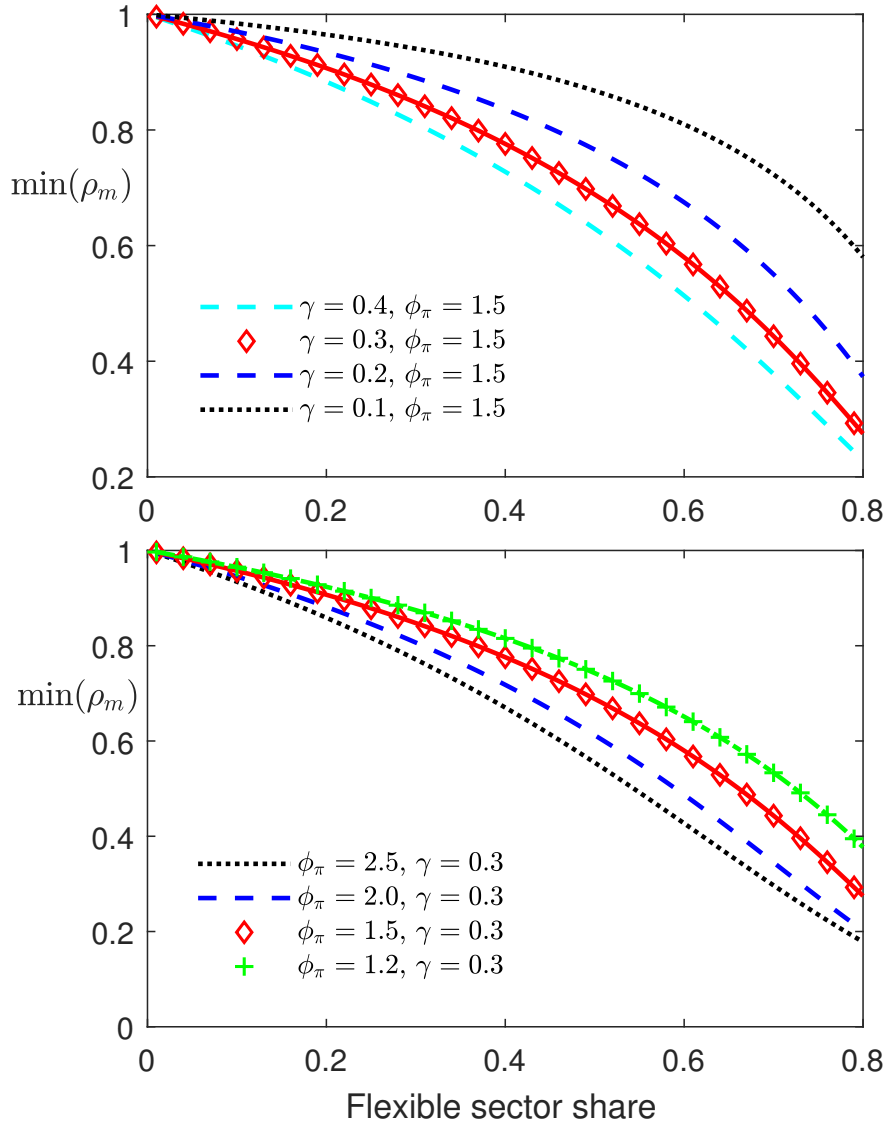 1
0.8
min(ρₘ)
0.6
0.4
0.2
γ = 0.4, ϕ_π = 1.5
γ = 0.3, ϕ_π = 1.5
γ = 0.2, ϕ_π = 1.5
γ = 0.1, ϕ_π = 1.5
0 0.2 0.4 0.6 0.8
1
0.8
min(ρₘ)
0.6
0.4
0.2
0
ϕ_π = 2.5, γ = 0.3
ϕ_π = 2.0, γ = 0.3
ϕ_π = 1.5, γ = 0.3
ϕ_π = 1.2, γ = 0.3
0 0.2 0.4 0.6 0.8
Flexible sector share